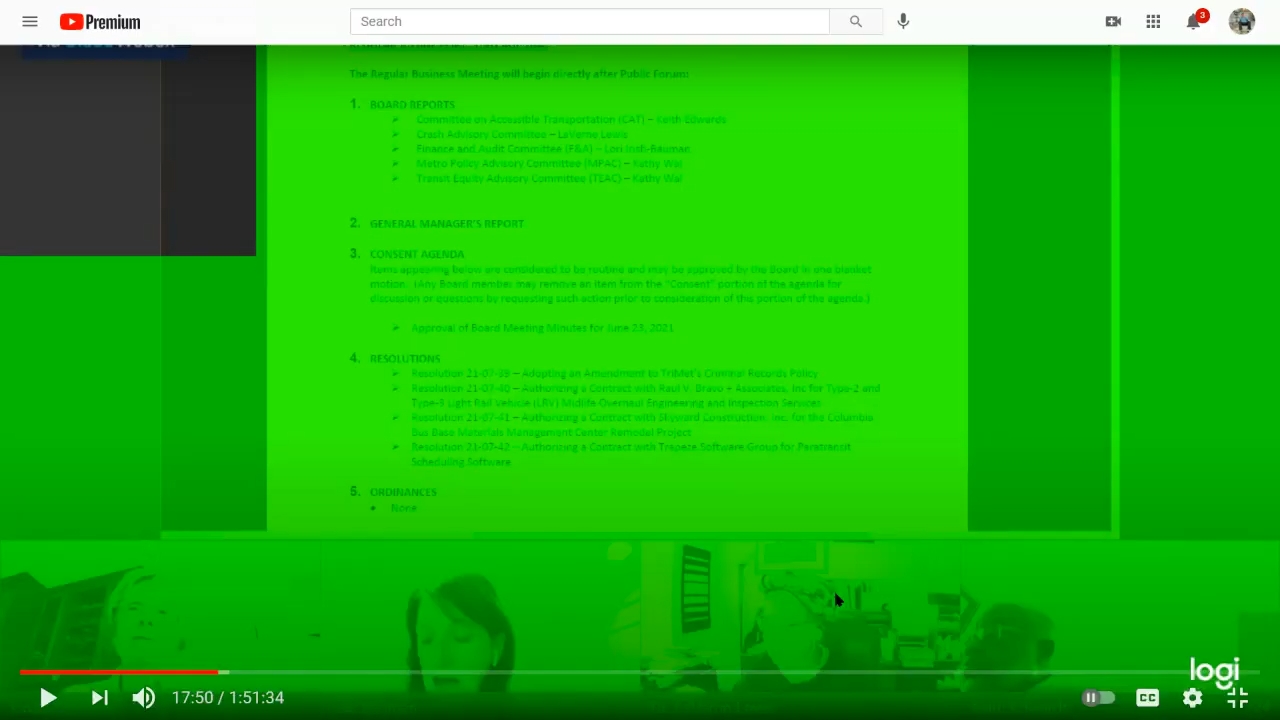 Premium
Search
3
The Regular Business Meeting will begin directly after Public Forum:
1. BOARD REPORTS
➢ Committee on Accessible Transportation (CAT) – Keith Edwards
➢ Crash Advisory Committee – LaVerne Lewis
➢ Finance and Audit Committee (F&A) – Lori Irish-Bauman
➢ Metro Policy Advisory Committee (MPAC) – Kathy Wai
➢ Transit Equity Advisory Committee (TEAC) – Kathy Wai
2. GENERAL MANAGER'S REPORT
3. CONSENT AGENDA
Items appearing below are considered to be routine and may be approved by the Board in one blanket
motion. (Any Board member may remove an item from the "Consent" portion of the agenda for
discussion or questions by requesting such action prior to consideration of this portion of the agenda.)
➢ Approval of Board Meeting Minutes for June 23, 2021
4. RESOLUTIONS
➢ Resolution 21-07-39 – Adopting an Amendment to TriMet's Criminal Records Policy
➢ Resolution 21-07-40 – Authorizing a Contract with Raul V. Bravo + Associates, Inc for Type-2 and
Type-3 Light Rail Vehicle (LRV) Midlife Overhaul Engineering and Inspection Services
➢ Resolution 21-07-41 – Authorizing a Contract with Skyward Construction, Inc. for the Columbia
Bus Base Materials Management Center Remodel Project
➢ Resolution 21-07-42 – Authorizing a Contract with Trapeze Software Group for Paratransit
Scheduling Software
5. ORDINANCES
• None
logi
17:50 / 1:51:34
CC